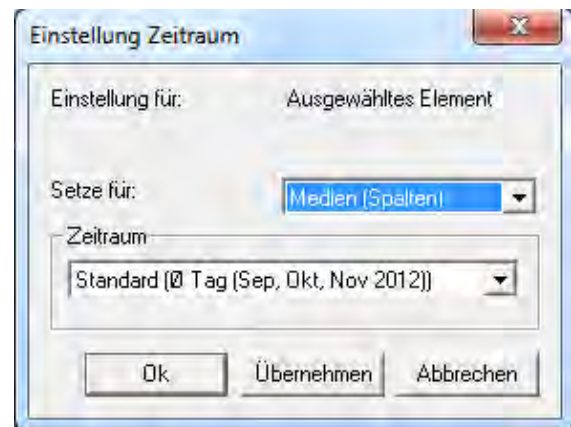 Einstellung Zeitraum
Einstellung für: Ausgewähltes Element
Setze für: Medien (Spalten)
Zeitraum
Standard (Ø Tag (Sep, Okt, Nov 2012))
Ok Übernehmen Abbrechen